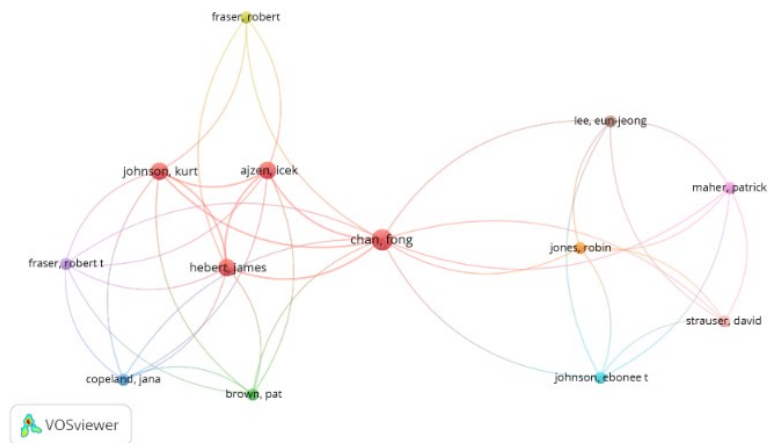 fraser, robert
lee, eun-jeong
johnson, kurt
ajzen, icek
maher, patrick
chan, fong
jones, robin
fraser, robert t
hebert, james
strauser, david
copeland, jana
johnson, ebonee t
brown, pat
VOSviewer